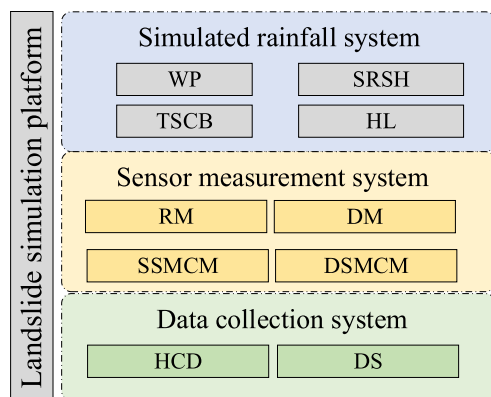 Landslide simulation platform
Simulated rainfall system
WP
SRSH
TSCB
HL
Sensor measurement system
RM
DM
SSMCM
DSMCM
Data collection system
HCD
DS